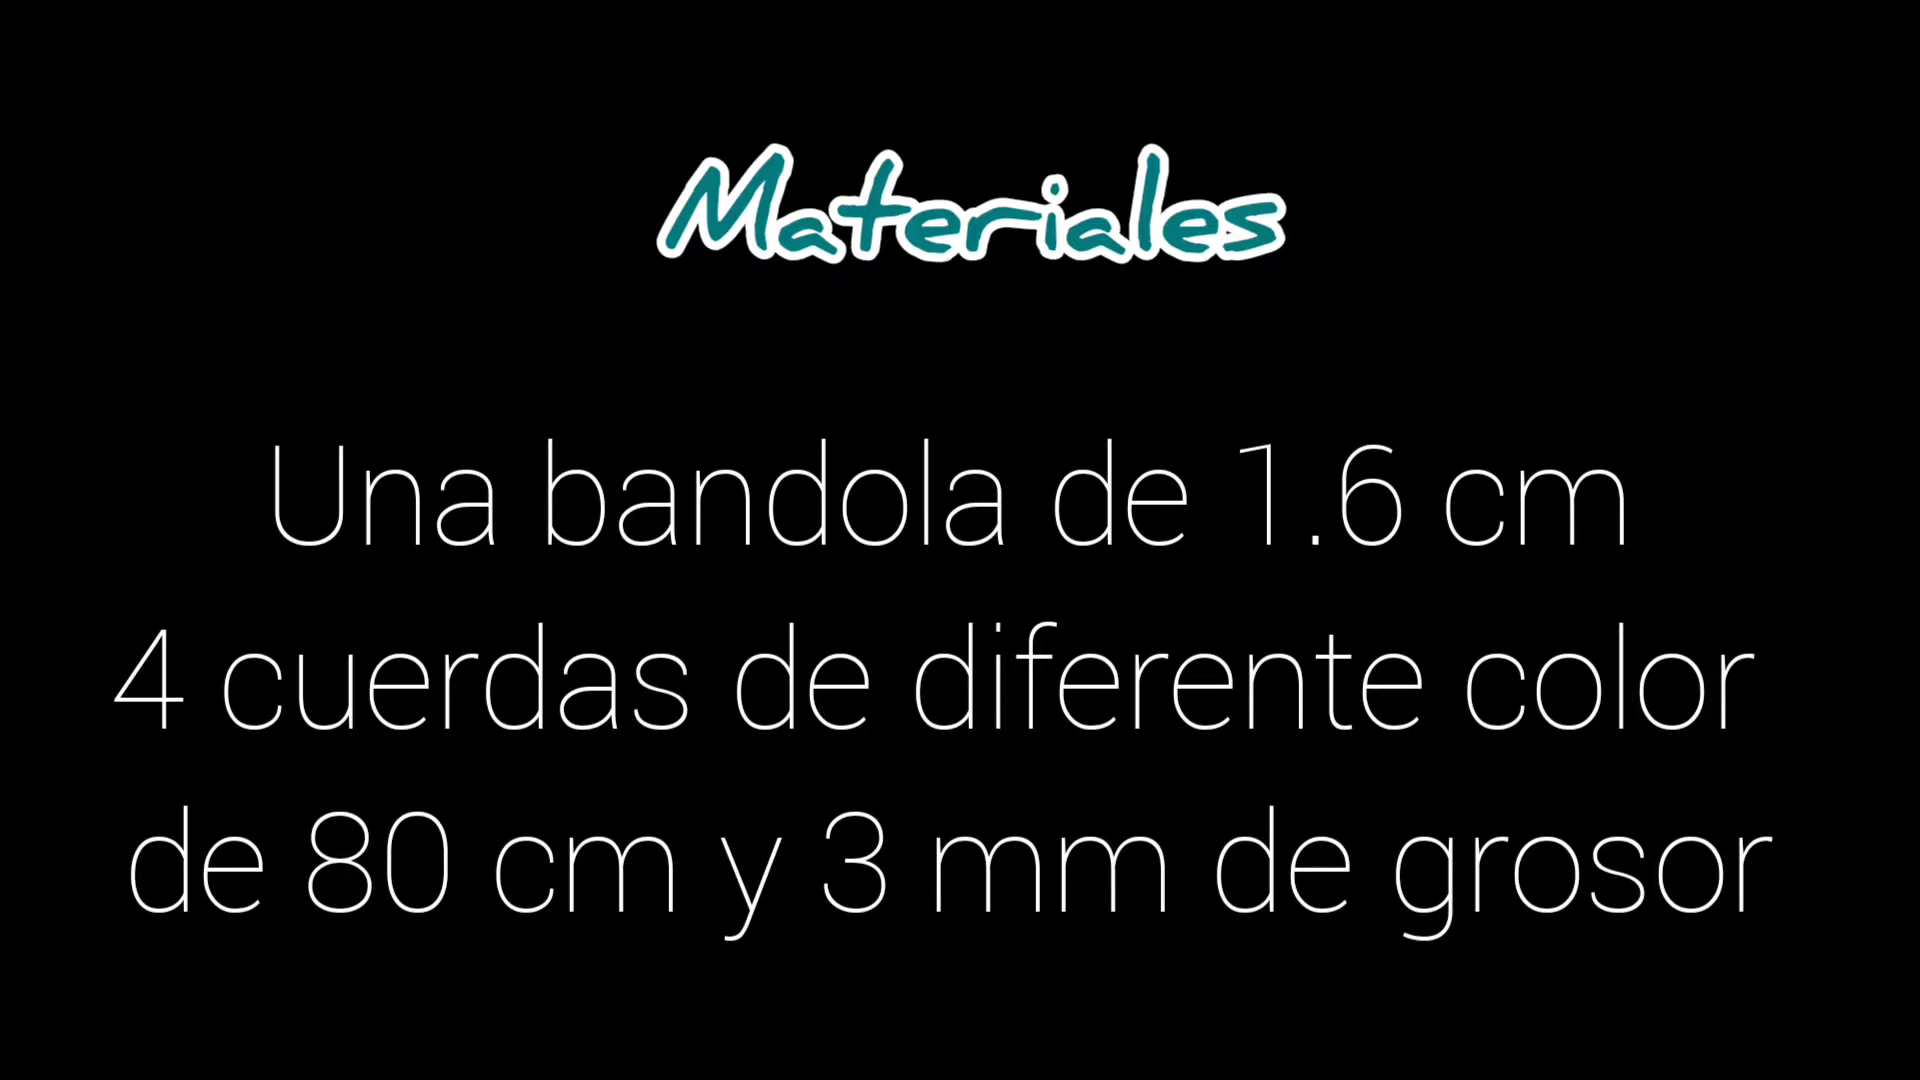 Materiales
Una bandola de 1.6 cm
4 cuerdas de diferente color
de 80 cm y 3 mm de grosor